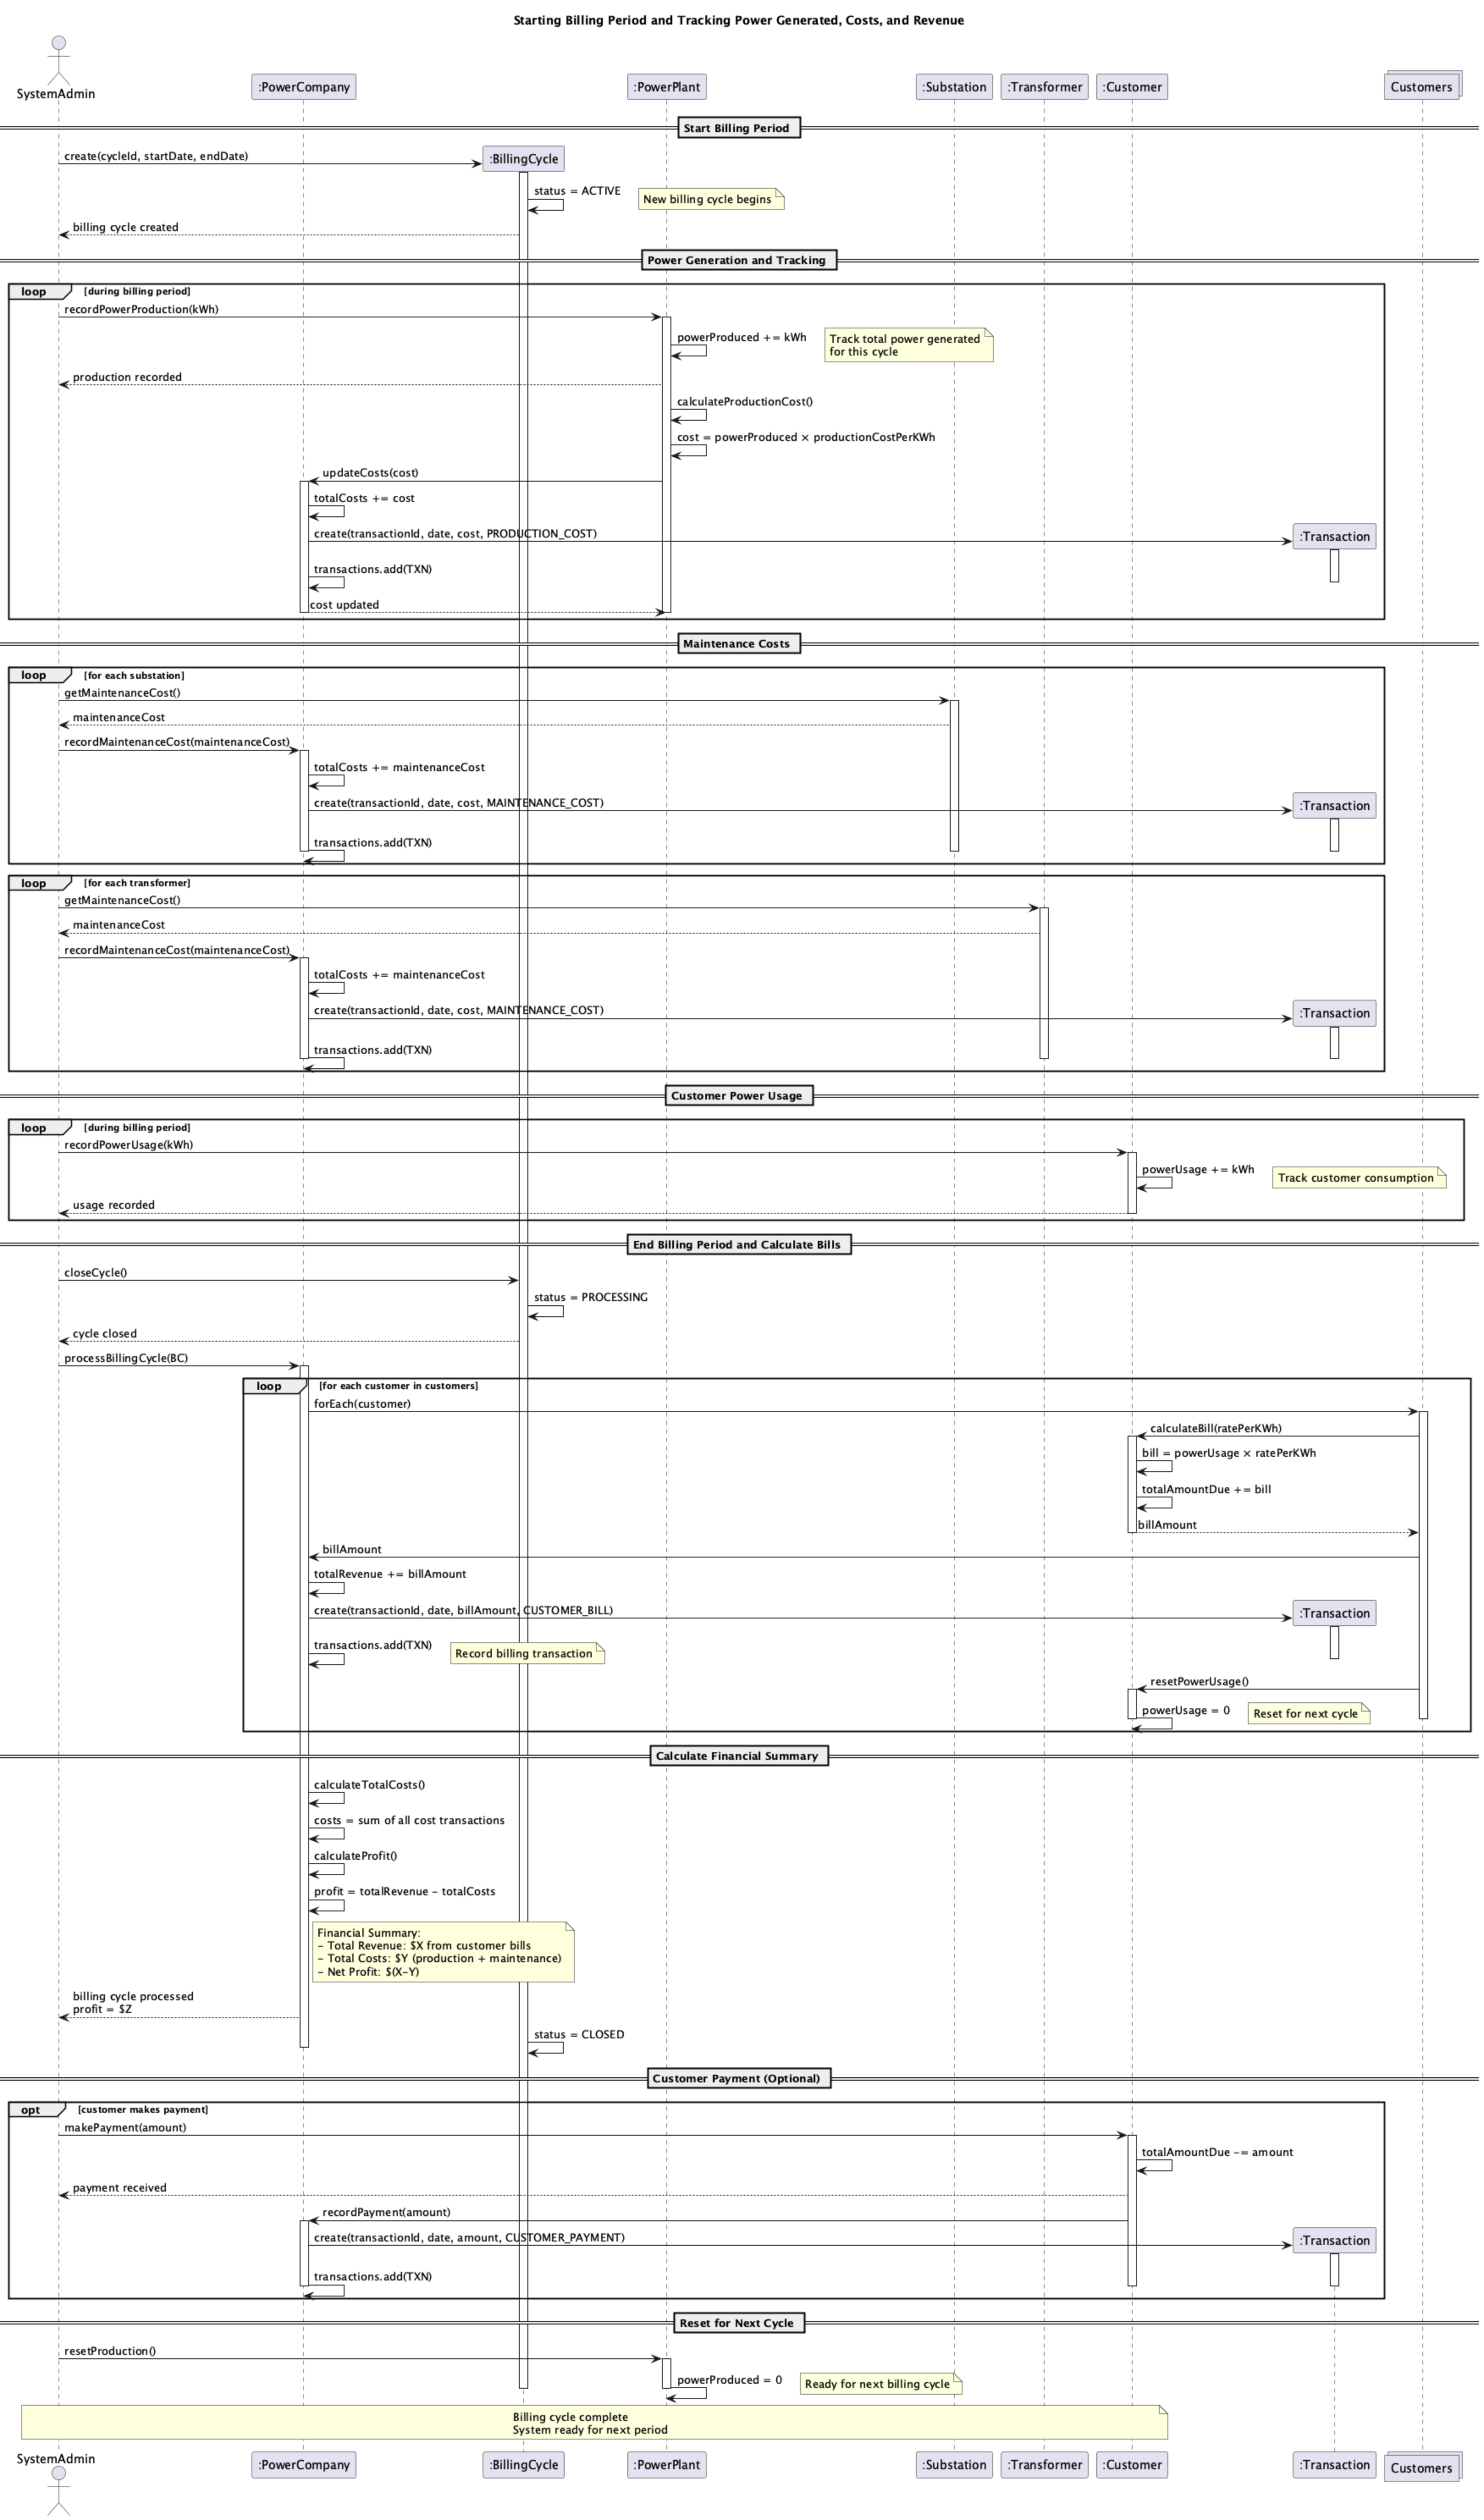 Starting Billing Period and Tracking Power Generated, Costs, and Revenue
SystemAdmin
:PowerCompany
:PowerPlant
:Substation
:Transformer
:Customer
Customers
Start Billing Period
create(cycleId, startDate, endDate)
:BillingCycle
status = ACTIVE
New billing cycle begins
billing cycle created
Power Generation and Tracking
loop
[during billing period]
recordPowerProduction(kWh)
powerProduced += kWh
Track total power generated
for this cycle
production recorded
calculateProductionCost()
cost = powerProduced × productionCostPerKWh
updateCosts(cost)
totalCosts += cost
create(transactionId, date, cost, PRODUCTION_COST)
:Transaction
transactions.add(TXN)
cost updated
Maintenance Costs
loop
[for each substation]
getMaintenanceCost()
maintenanceCost
recordMaintenanceCost(maintenanceCost)
totalCosts += maintenanceCost
create(transactionId, date, cost, MAINTENANCE_COST)
:Transaction
transactions.add(TXN)
loop
[for each transformer]
getMaintenanceCost()
maintenanceCost
recordMaintenanceCost(maintenanceCost)
totalCosts += maintenanceCost
create(transactionId, date, cost, MAINTENANCE_COST)
:Transaction
transactions.add(TXN)
Customer Power Usage
loop
[during billing period]
recordPowerUsage(kWh)
powerUsage += kWh
Track customer consumption
usage recorded
End Billing Period and Calculate Bills
closeCycle()
status = PROCESSING
cycle closed
processBillingCycle(BC)
loop
[for each customer in customers]
forEach(customer)
calculateBill(ratePerKWh)
bill = powerUsage × ratePerKWh
totalAmountDue += bill
billAmount
billAmount
totalRevenue += billAmount
create(transactionId, date, billAmount, CUSTOMER_BILL)
:Transaction
transactions.add(TXN)
Record billing transaction
resetPowerUsage()
powerUsage = 0
Reset for next cycle
Calculate Financial Summary
calculateTotalCosts()
costs = sum of all cost transactions
calculateProfit()
profit = totalRevenue - totalCosts
Financial Summary:
- Total Revenue: $X from customer bills
- Total Costs: $Y (production + maintenance)
- Net Profit: $(X-Y)
billing cycle processed
profit = $Z
status = CLOSED
Customer Payment (Optional)
opt
[customer makes payment]
makePayment(amount)
totalAmountDue -= amount
payment received
recordPayment(amount)
create(transactionId, date, amount, CUSTOMER_PAYMENT)
:Transaction
transactions.add(TXN)
Reset for Next Cycle
resetProduction()
powerProduced = 0
Ready for next billing cycle
Billing cycle complete
System ready for next period
SystemAdmin
:PowerCompany
:BillingCycle
:PowerPlant
:Substation
:Transformer
:Customer
:Transaction
Customers